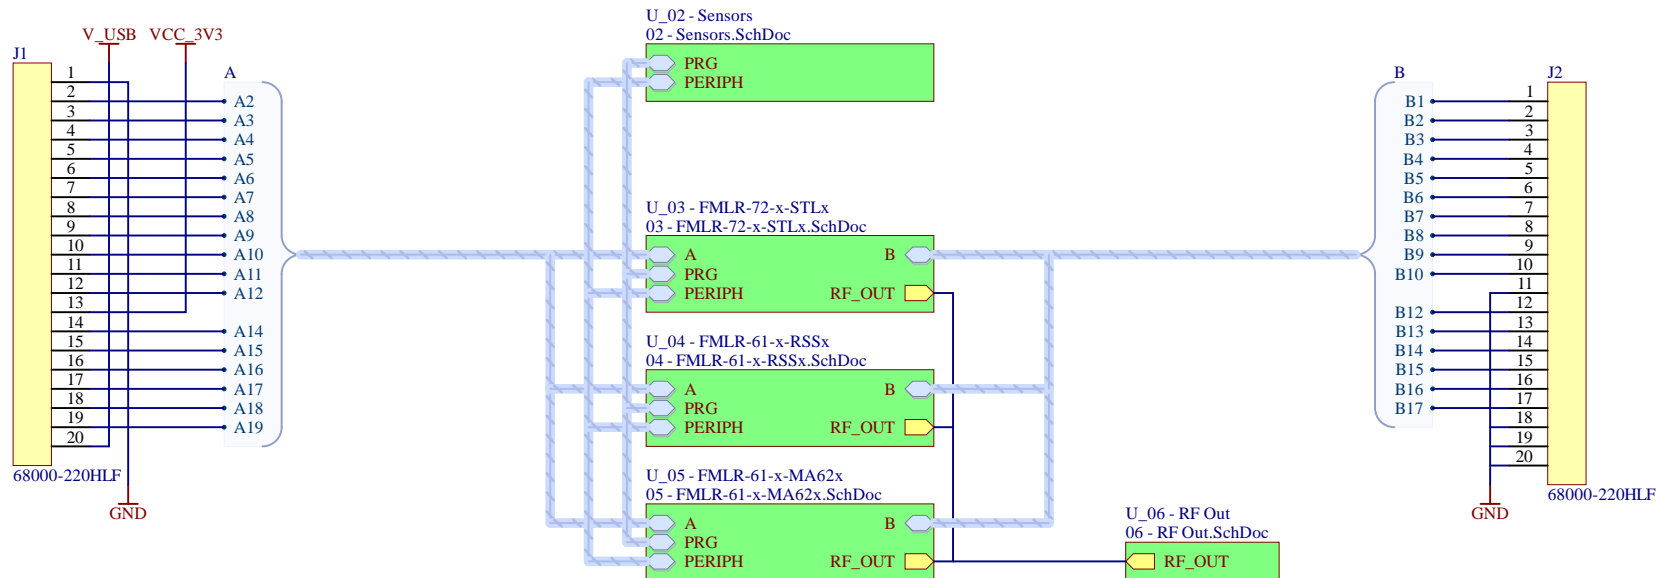 U_02 - Sensors
02 - Sensors.SchDoc
PRG
PERIPH
V_USB VCC_3V3
J1
1
2
3
4
5
6
7
8
9
10
11
12
13
14
15
16
17
18
19
20
68000-220HLF
GND
A
A2
A3
A4
A5
A6
A7
A8
A9
A10
A11
A12
A14
A15
A16
A17
A18
A19
U_03 - FMLR-72-x-STLx
03 - FMLR-72-x-STLx.SchDoc
A B
PRG
PERIPH RF_OUT
U_04 - FMLR-61-x-RSSx
04 - FMLR-61-x-RSSx.SchDoc
A B
PRG
PERIPH RF_OUT
U_05 - FMLR-61-x-MA62x
05 - FMLR-61-x-MA62x.SchDoc
A B
PRG
PERIPH RF_OUT
U_06 - RF Out
06 - RF Out.SchDoc
RF_OUT
B
B1
B2
B3
B4
B5
B6
B7
B8
B9
B10
B12
B13
B14
B15
B16
B17
J2
1
2
3
4
5
6
7
8
9
10
11
12
13
14
15
16
17
18
19
20
68000-220HLF
GND